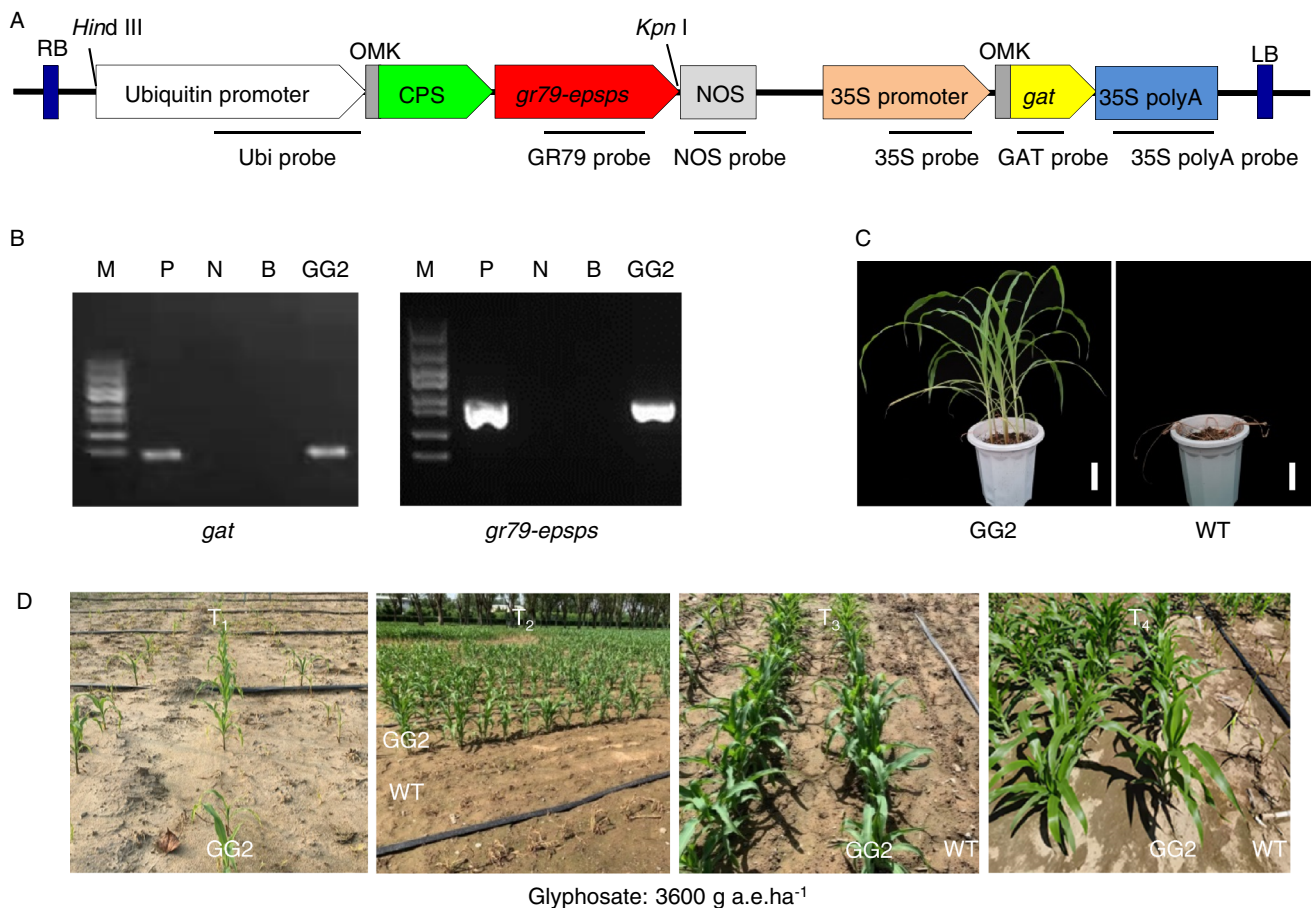 A
Hind III
Kpn I
RB
OMK
OMK
LB
Ubiquitin promoter
CPS
gr79-epsps
NOS
35S promoter
gat
35S polyA
Ubi probe
GR79 probe
NOS probe
35S probe
GAT probe
35S polyA probe
B
M P N B GG2
M P N B GG2
gat
gr79-epsps
C
GG2
WT
D
T₁
GG2
T₂
GG2
WT
T₃
GG2
WT
T₄
GG2
WT
Glyphosate: 3600 g a.e.ha⁻¹